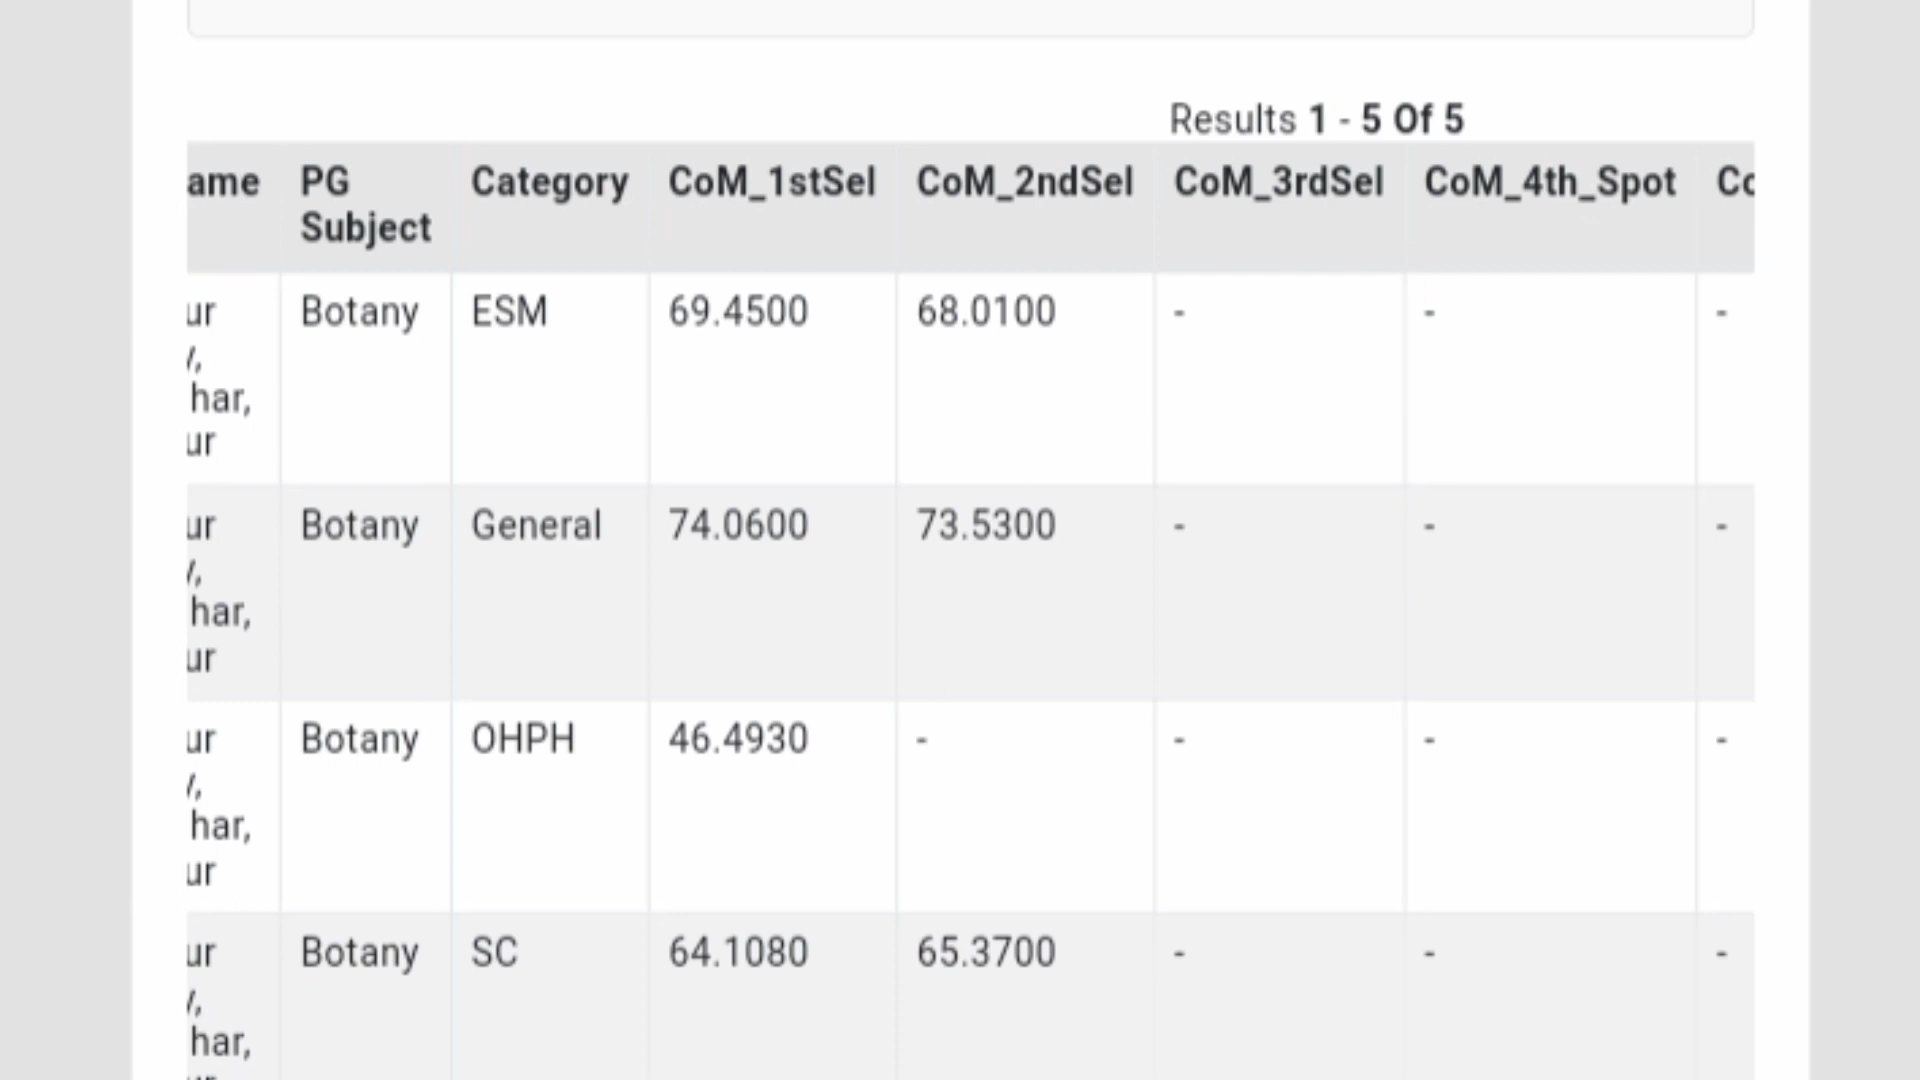 Results 1 - 5 Of 5
ame PG Subject Category CoM_1stSel CoM_2ndSel CoM_3rdSel CoM_4th_Spot Co
ur Botany ESM 69.4500 68.0100 - - -
har,
ur
ur Botany General 74.0600 73.5300 - - -
har,
ur
ur Botany OHPH 46.4930 - - - -
har,
ur
ur Botany SC 64.1080 65.3700 - - -
har,